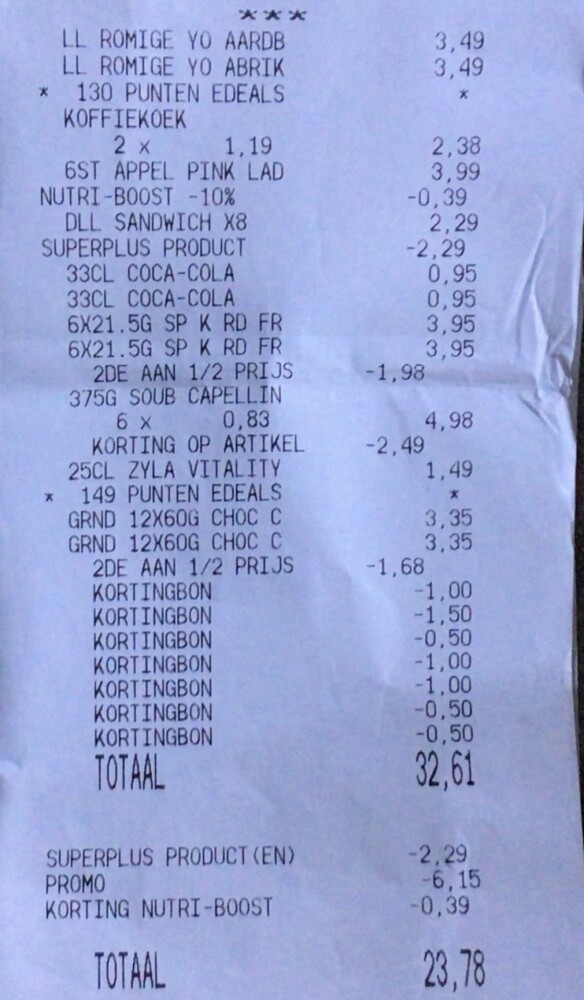 ***
LL ROMIGE YO AARDB 3,49
LL ROMIGE YO ABRIK 3,49
* 130 PUNTEN EDEALS *
KOFFIEKOEK
2 x 1,19 2,38
6ST APPEL PINK LAD 3,99
NUTRI-BOOST -10% -0,39
DLL SANDWICH X8 2,29
SUPERPLUS PRODUCT -2,29
33CL COCA-COLA 0,95
33CL COCA-COLA 0,95
6X21.5G SP K RD FR 3,95
6X21.5G SP K RD FR 3,95
2DE AAN 1/2 PRIJS -1,98
375G SOUB CAPELLIN
6 x 0,83 4,98
KORTING OP ARTIKEL -2,49
25CL ZYLA VITALITY 1,49
* 149 PUNTEN EDEALS *
GRND 12X60G CHOC C 3,35
GRND 12X60G CHOC C 3,35
2DE AAN 1/2 PRIJS -1,68
KORTINGBON -1,00
KORTINGBON -1,50
KORTINGBON -0,50
KORTINGBON -1,00
KORTINGBON -1,00
KORTINGBON -0,50
KORTINGBON -0,50
TOTAAL 32,61
SUPERPLUS PRODUCT(EN) -2,29
PROMO -6,15
KORTING NUTRI-BOOST -0,39
TOTAAL 23,78